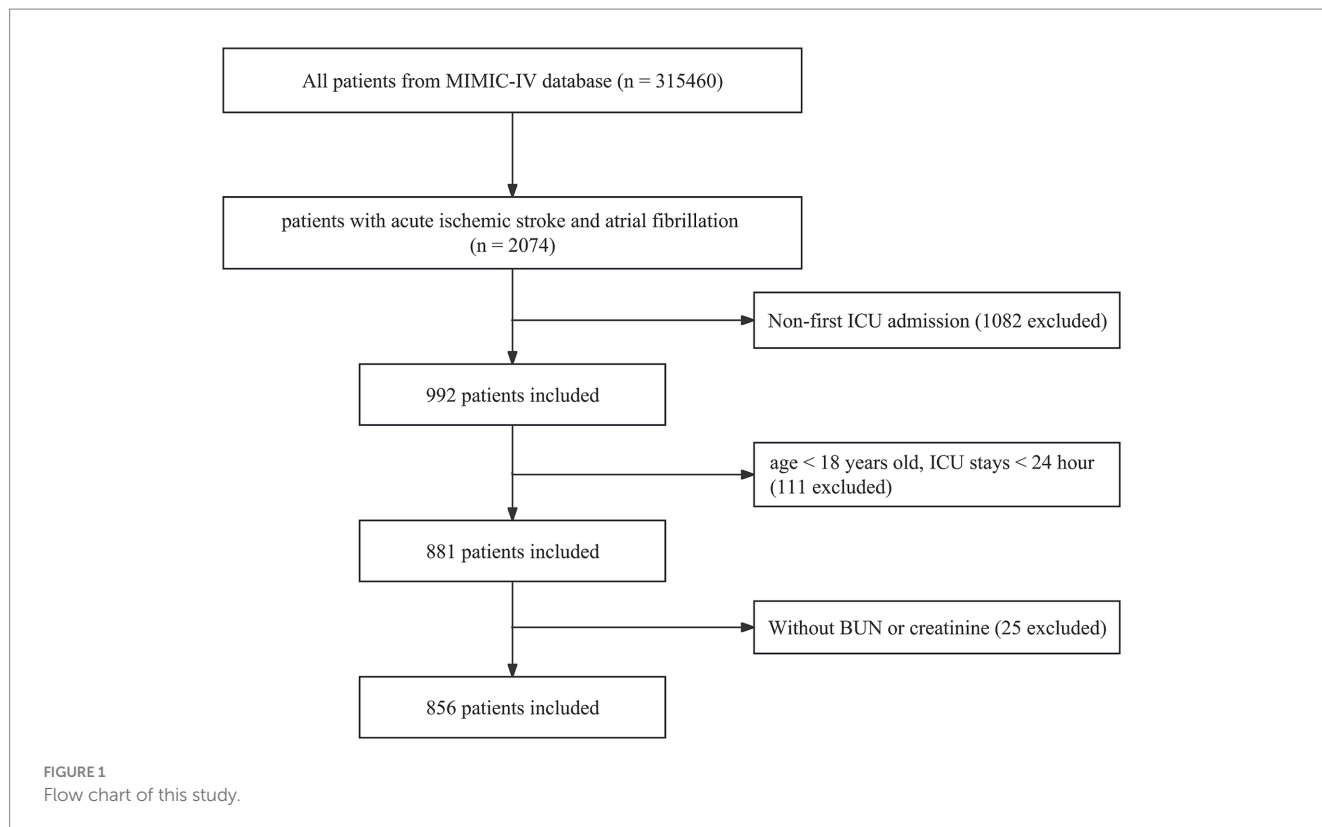 All patients from MIMIC-IV database (n = 315460)
patients with acute ischemic stroke and atrial fibrillation
(n = 2074)
Non-first ICU admission (1082 excluded)
992 patients included
age < 18 years old, ICU stays < 24 hour
(111 excluded)
881 patients included
Without BUN or creatinine (25 excluded)
856 patients included
FIGURE 1
Flow chart of this study.